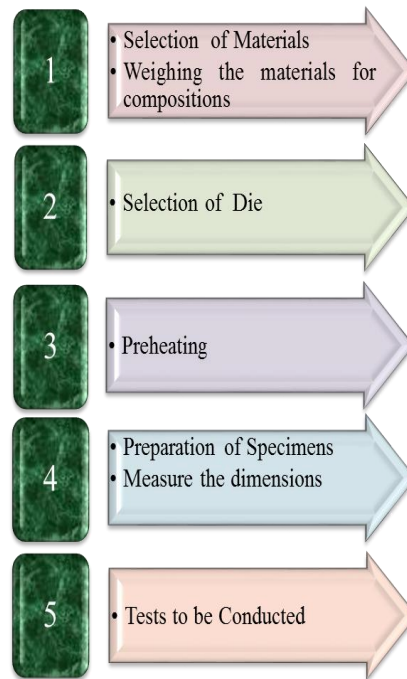 1
• Selection of Materials
• Weighing the materials for
compositions
2
• Selection of Die
3
• Preheating
4
• Preparation of Specimens
• Measure the dimensions
5
• Tests to be Conducted